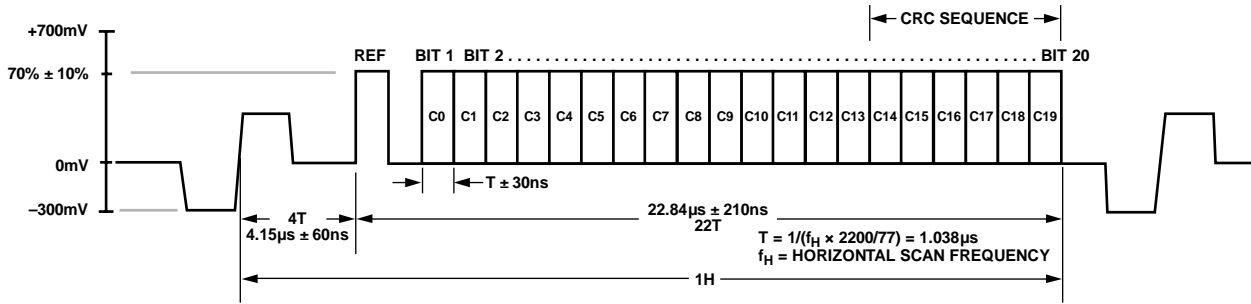 CRC SEQUENCE
+700mV
REF BIT 1 BIT 2 . . . . . . . . . . . . . . . . . . . . . . . . . . . . . . . . . . . . . . . . . . . . . . . . . . . . . . . . . . BIT 20
70% ± 10%
C0 C1 C2 C3 C4 C5 C6 C7 C8 C9 C10 C11 C12 C13 C14 C15 C16 C17 C18 C19
0mV
T ± 30ns
–300mV
4T
4.15µs ± 60ns
22.84µs ± 210ns
22T
T = 1/(fH × 2200/77) = 1.038µs
fH = HORIZONTAL SCAN FREQUENCY
1H